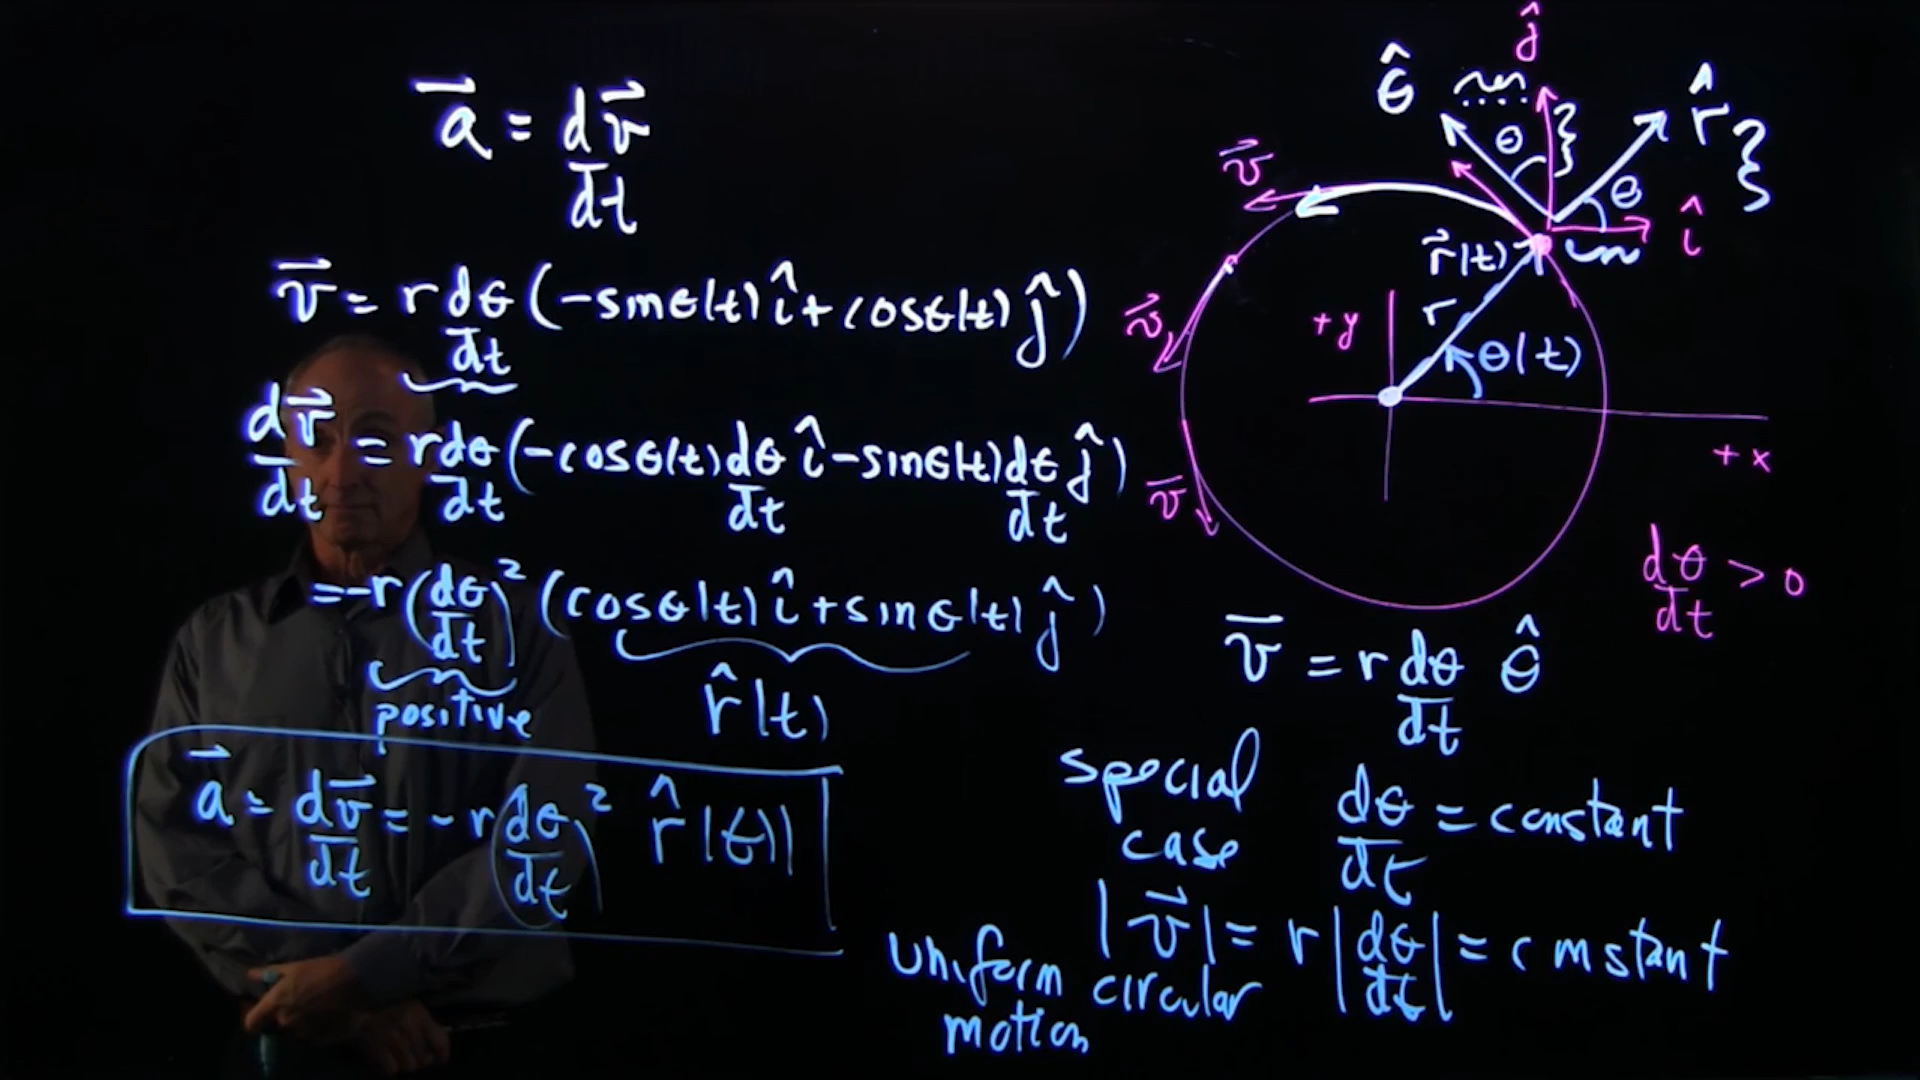 a⃗ = dv⃗/dt
v⃗ = r dθ/dt (-sinθ(t) î + cosθ(t) ĵ)
dv⃗/dt = r dθ/dt (-cosθ(t) dθ/dt î - sinθ(t) dθ/dt ĵ)
= -r (dθ/dt)² (cosθ(t) î + sinθ(t) ĵ)
positive
r̂(t)
a⃗ = dv⃗/dt = -r (dθ/dt)² r̂(t)
ĵ
θ̂
r̂
θ
θ
î
v⃗
v⃗
v⃗
r⃗(t)
r
+y
θ(t)
+x
dθ/dt > 0
v⃗ = r dθ/dt θ̂
special case
dθ/dt = constant
|v⃗| = r |dθ/dt| = constant
uniform circular
motion